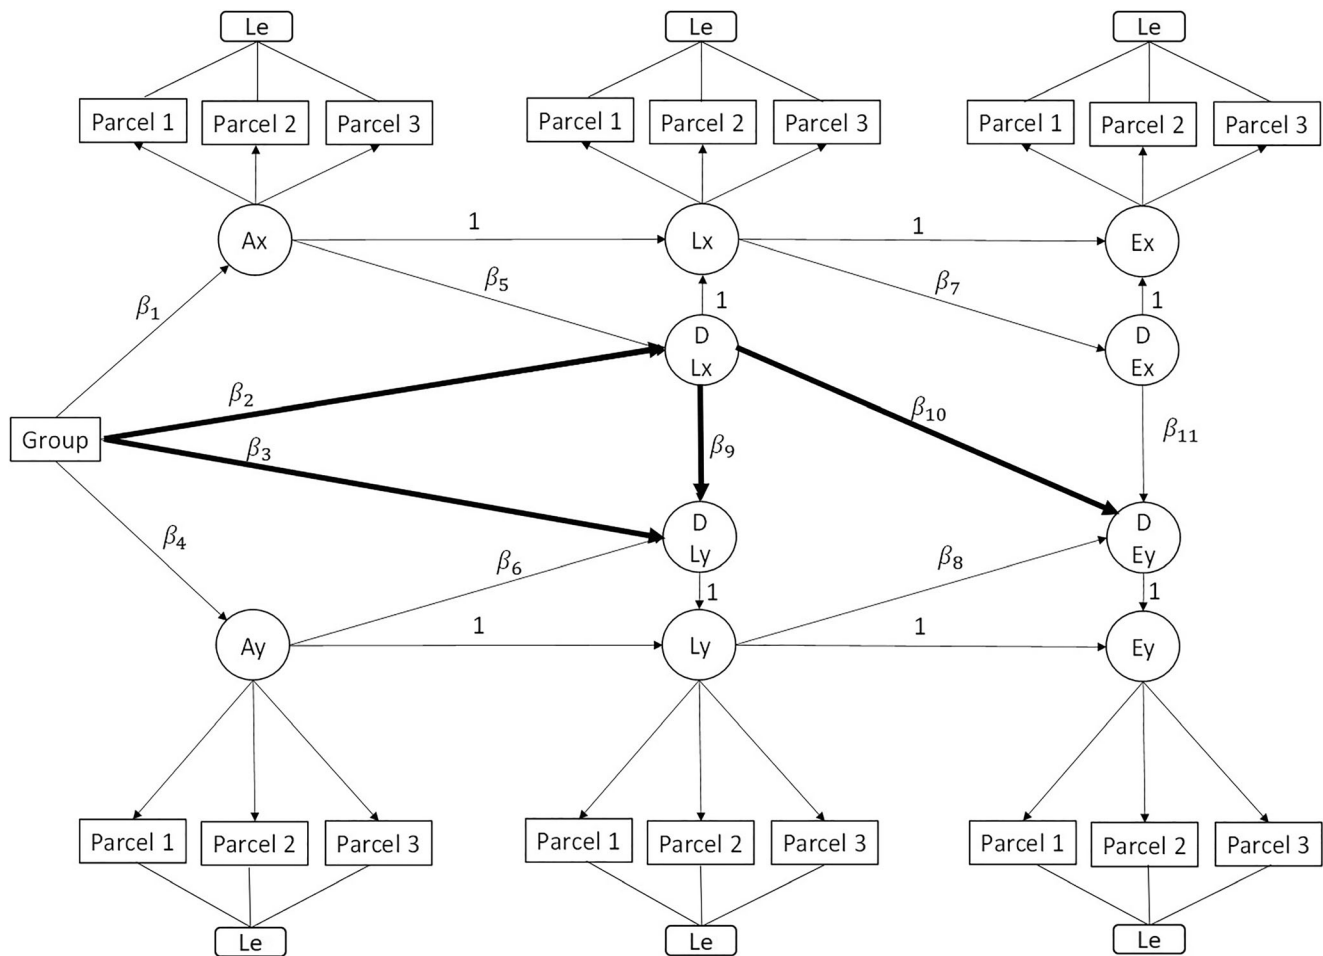 Le Le Le
Parcel 1 Parcel 2 Parcel 3 Parcel 1 Parcel 2 Parcel 3 Parcel 1 Parcel 2 Parcel 3
1 1
Ax Lx Ex
β5 β7
β1 1 1
D D
Lx Ex
β2
β10
Group β3 β9 β11
D D
Ly Ey
β4 β6 β8
1 1
1 1
Ay Ly Ey
Parcel 1 Parcel 2 Parcel 3 Parcel 1 Parcel 2 Parcel 3 Parcel 1 Parcel 2 Parcel 3
Le Le Le